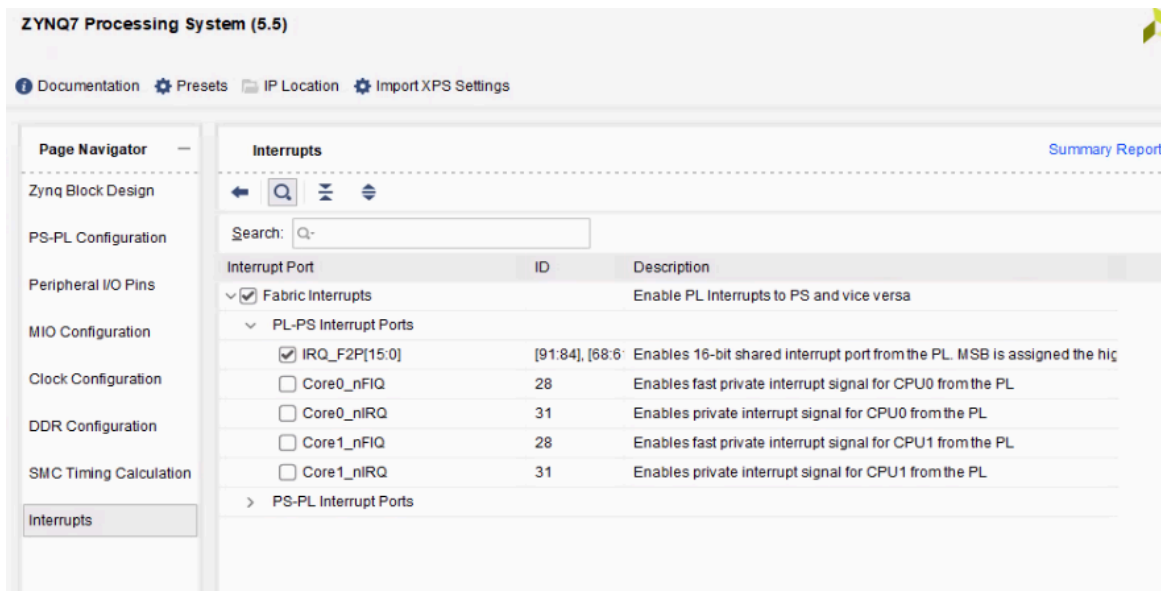 ZYNQ7 Processing System (5.5)
Documentation Presets IP Location Import XPS Settings
Page Navigator
Zynq Block Design
PS-PL Configuration
Peripheral I/O Pins
MIO Configuration
Clock Configuration
DDR Configuration
SMC Timing Calculation
Interrupts
Interrupts Summary Report
Search: Q-
Interrupt Port ID Description
Fabric Interrupts Enable PL Interrupts to PS and vice versa
PL-PS Interrupt Ports
IRQ_F2P[15:0] [91:84], [68:6 Enables 16-bit shared interrupt port from the PL. MSB is assigned the hig
Core0_nFIQ 28 Enables fast private interrupt signal for CPU0 from the PL
Core0_nIRQ 31 Enables private interrupt signal for CPU0 from the PL
Core1_nFIQ 28 Enables fast private interrupt signal for CPU1 from the PL
Core1_nIRQ 31 Enables private interrupt signal for CPU1 from the PL
PS-PL Interrupt Ports